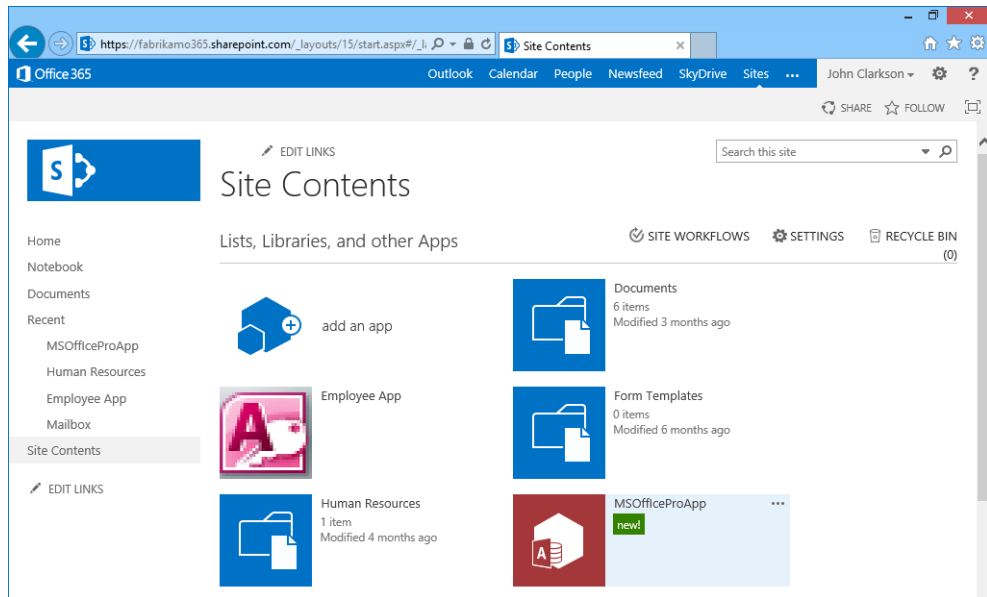 https://fabrikamo365.sharepoint.com/_layouts/15/start.aspx#/_l
Site Contents
Office 365
Outlook Calendar People Newsfeed SkyDrive Sites ... John Clarkson ?
SHARE FOLLOW
S
EDIT LINKS
Search this site
Site Contents
Home
Notebook
Documents
Recent
MSOfficeProApp
Human Resources
Employee App
Mailbox
Site Contents
EDIT LINKS
Lists, Libraries, and other Apps
SITE WORKFLOWS SETTINGS RECYCLE BIN
(0)
add an app
Documents
6 items
Modified 3 months ago
Employee App
A
Form Templates
0 items
Modified 6 months ago
Human Resources
1 item
Modified 4 months ago
MSOfficeProApp ...
new!
A